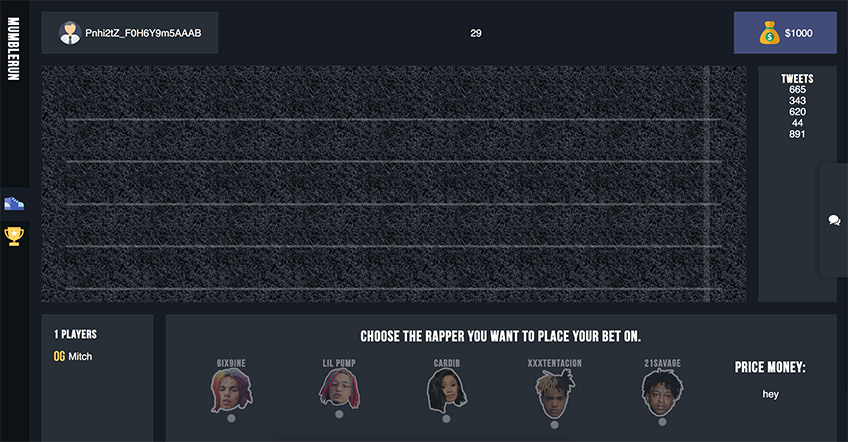 MUMBLERUN
Pnhi2tZ_F0H6Y9m5AAAB
29
$1000
TWEETS
665
343
620
44
891
1 PLAYERS
OG Mitch
CHOOSE THE RAPPER YOU WANT TO PLACE YOUR BET ON.
6IX9INE
LIL PUMP
CARDIB
XXXTENTACION
21SAVAGE
PRICE MONEY:
hey